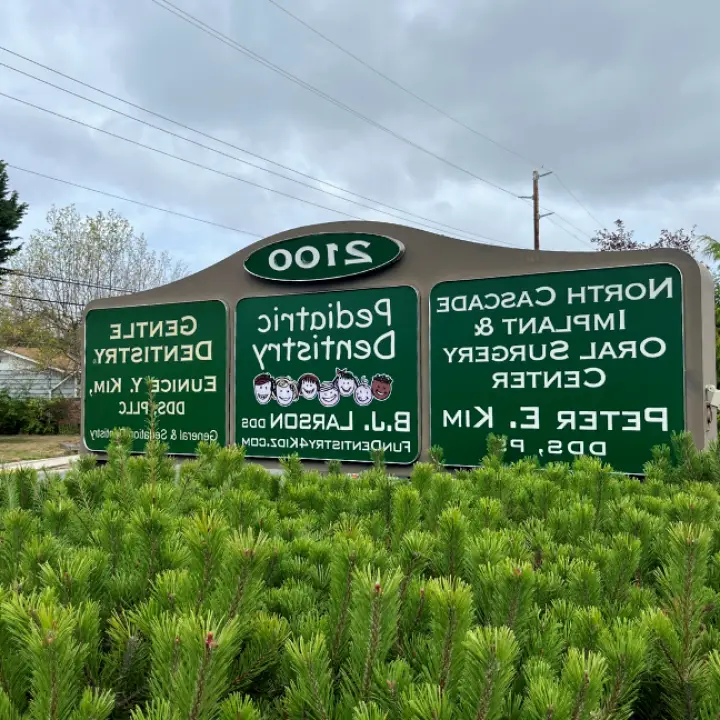 2100
NORTH CASCADE
IMPLANT &
ORAL SURGERY
CENTER
PETER E. KIM
DDS,
Pediatric
Dentistry
B.J. LARSON DDS
FUNDENTISTRY4KIDZ.COM
GENTLE
DENTISTRY,
EUNICE Y. KIM,
DDS, PLLC
General & Sedation Dentistry